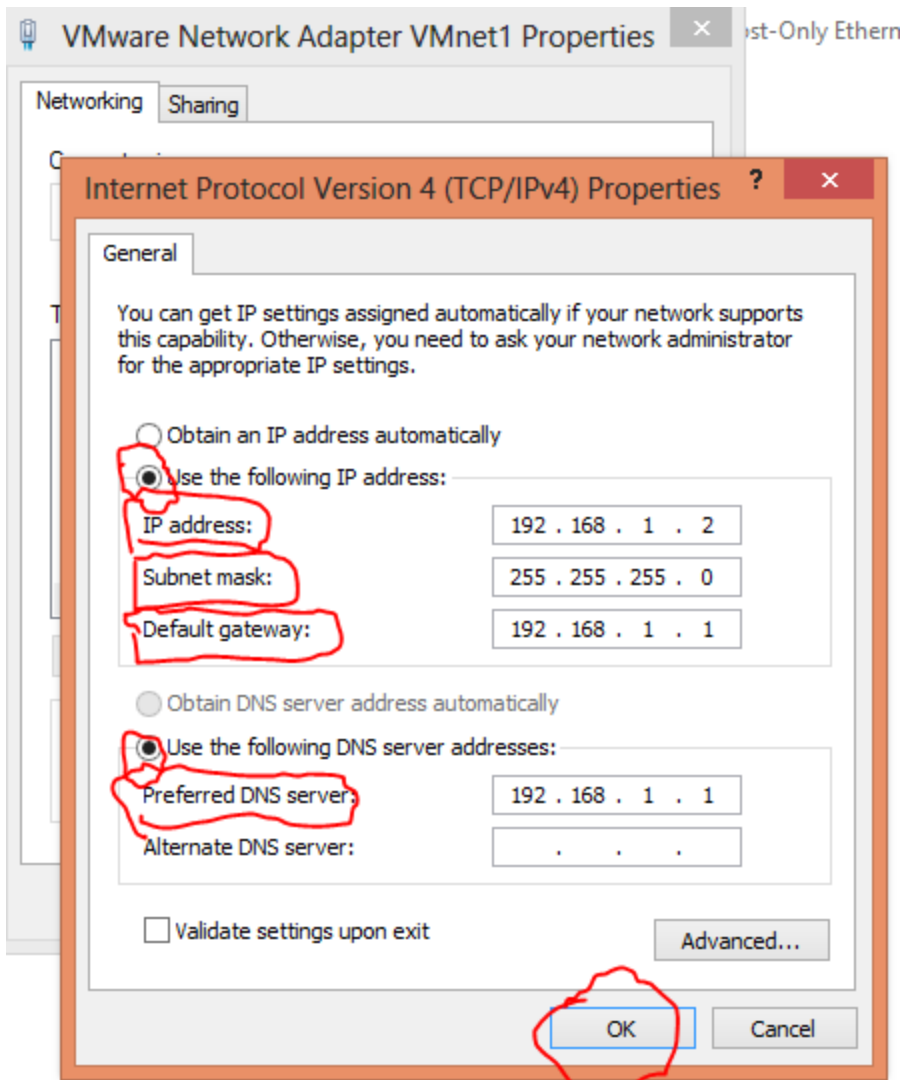 VMware Network Adapter VMnet1 Properties
ost-Only Ethern
Networking Sharing
Internet Protocol Version 4 (TCP/IPv4) Properties ?
General
You can get IP settings assigned automatically if your network supports
this capability. Otherwise, you need to ask your network administrator
for the appropriate IP settings.
Obtain an IP address automatically
Use the following IP address:
IP address: 192 . 168 . 1 . 2
Subnet mask: 255 . 255 . 255 . 0
Default gateway: 192 . 168 . 1 . 1
Obtain DNS server address automatically
Use the following DNS server addresses:
Preferred DNS server: 192 . 168 . 1 . 1
Alternate DNS server: . . .
Validate settings upon exit
Advanced...
OK Cancel